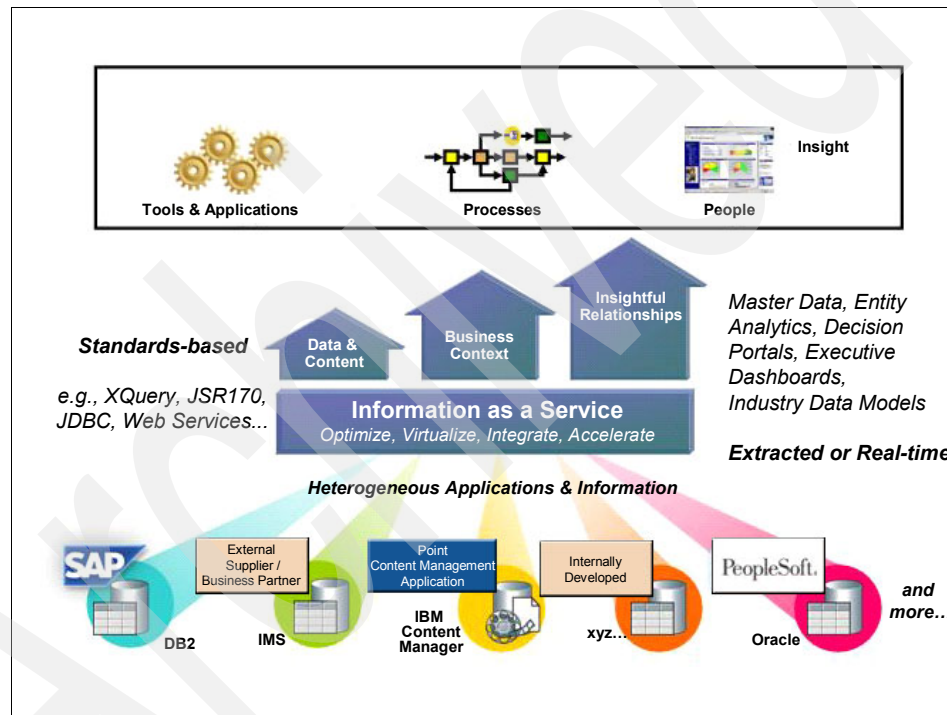 Insight
Tools & Applications
Processes
People
Standards-based
e.g., XQuery, JSR170,
JDBC, Web Services...
Data &
Content
Business
Context
Insightful
Relationships
Master Data, Entity
Analytics, Decision
Portals, Executive
Dashboards,
Industry Data Models
Extracted or Real-time
Information as a Service
Optimize, Virtualize, Integrate, Accelerate
Heterogeneous Applications & Information
SAP
DB2
External
Supplier /
Business Partner
IMS
Point
Content Management
Application
IBM
Content
Manager
Internally
Developed
xyz...
PeopleSoft.
Oracle
and
more...
Archived